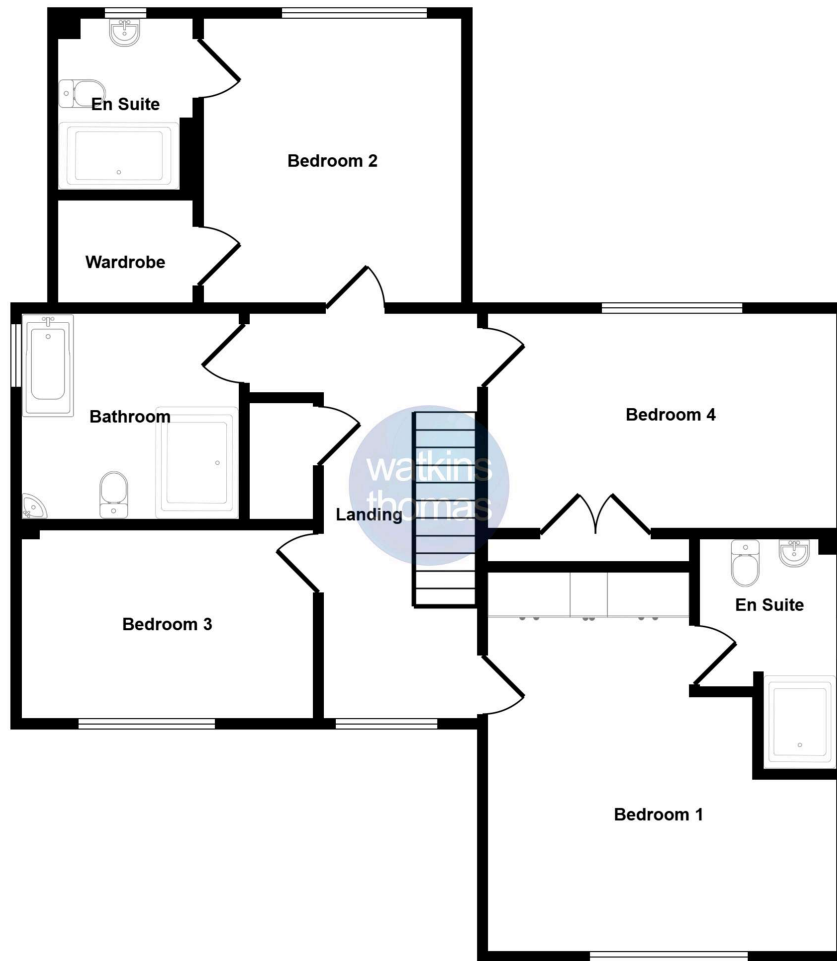 En Suite
Bedroom 2
Wardrobe
Bathroom
Bedroom 4
watkins
thomas
Landing
Bedroom 3
En Suite
Bedroom 1